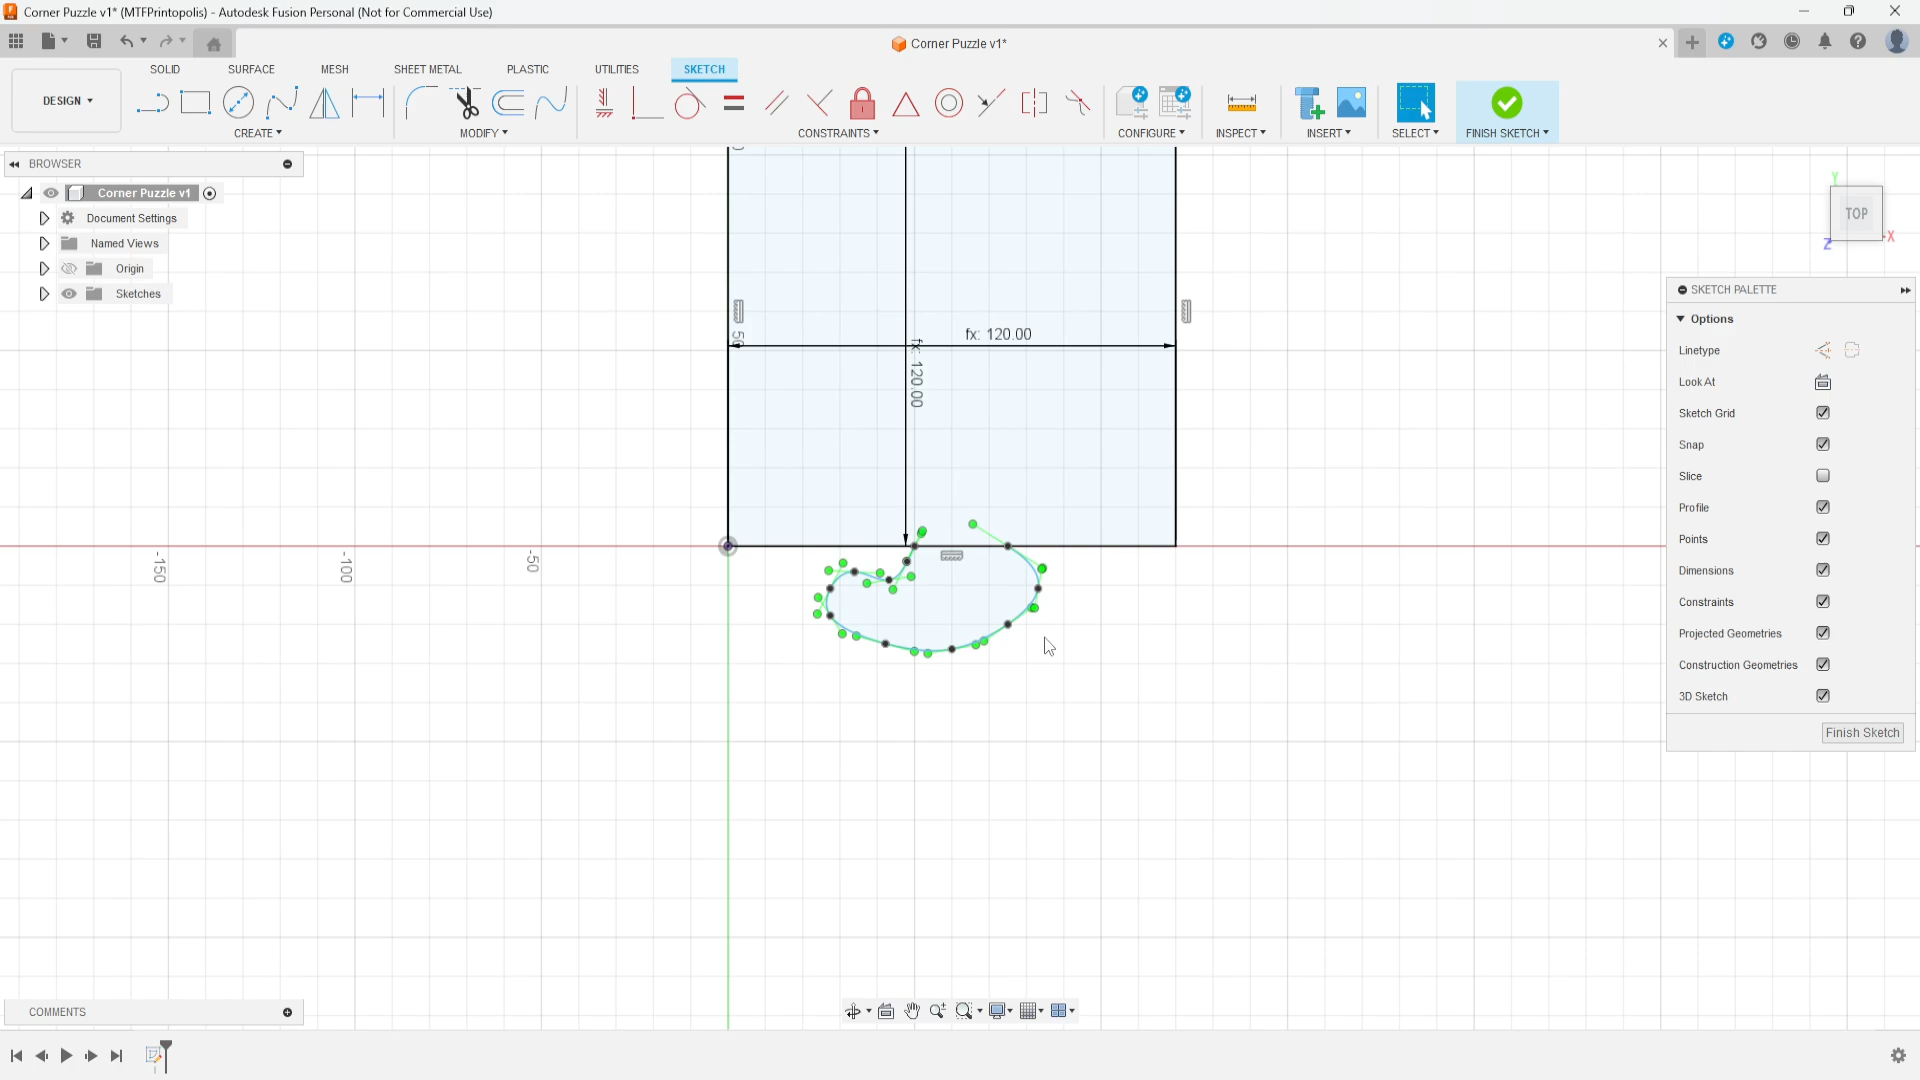 Corner Puzzle v1* (MTFPrintopolis) - Autodesk Fusion Personal (Not for Commercial Use)
Corner Puzzle v1*
SOLID SURFACE MESH SHEET METAL PLASTIC UTILITIES SKETCH
DESIGN
CREATE MODIFY CONSTRAINTS CONFIGURE INSPECT INSERT SELECT FINISH SKETCH
BROWSER
Corner Puzzle v1
Document Settings
Named Views
Origin
Sketches
TOP
Y
X
Z
SKETCH PALETTE
Options
Linetype
Look At
Sketch Grid
Snap
Slice
Profile
Points
Dimensions
Constraints
Projected Geometries
Construction Geometries
3D Sketch
Finish Sketch
fx: 120.00
fx: 120.00
50
-150
-100
-50
COMMENTS